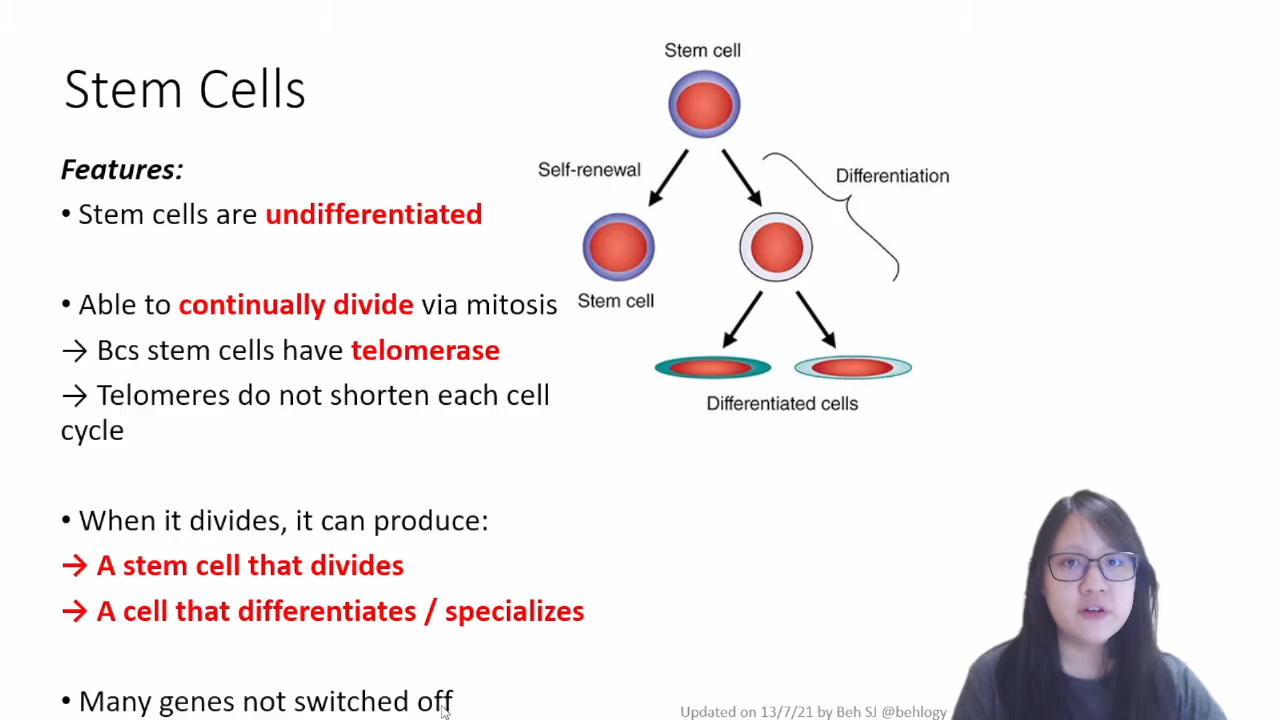 Stem Cells
Features:
• Stem cells are undifferentiated
• Able to continually divide via mitosis
→ Bcs stem cells have telomerase
→ Telomeres do not shorten each cell
cycle
• When it divides, it can produce:
→ A stem cell that divides
→ A cell that differentiates / specializes
• Many genes not switched off
Stem cell
Self-renewal
Differentiation
Stem cell
Differentiated cells
Updated on 13/7/21 by Beh SJ @behlogy